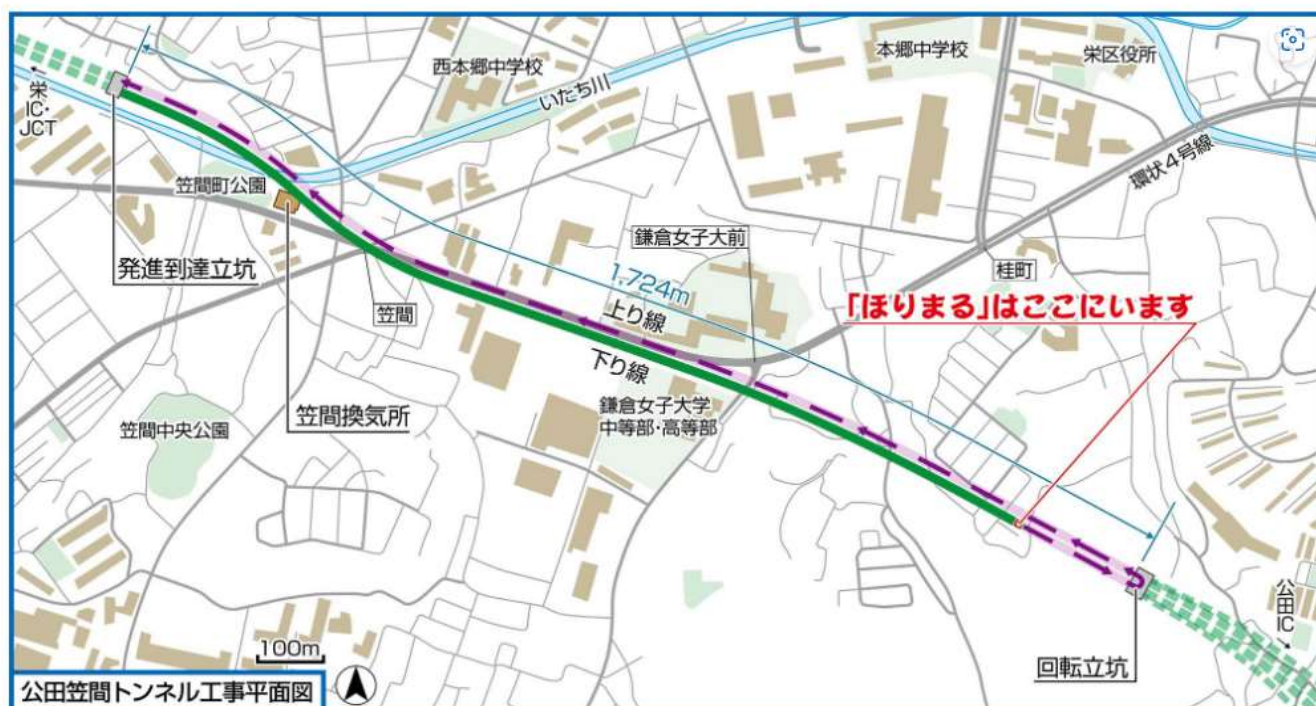 西本郷中学校
本郷中学校
栄区役所
いたち川
栄
IC・
JCT
環状4号線
笠間町公園
鎌倉女子大前
発進到達立坑
桂町
1,724m
「ほりまる」はここにいます
笠間
上り線
下り線
鎌倉女子大学
中等部・高等部
笠間換気所
笠間中央公園
公田
IC
100m
回転立坑
公田笠間トンネル工事平面図